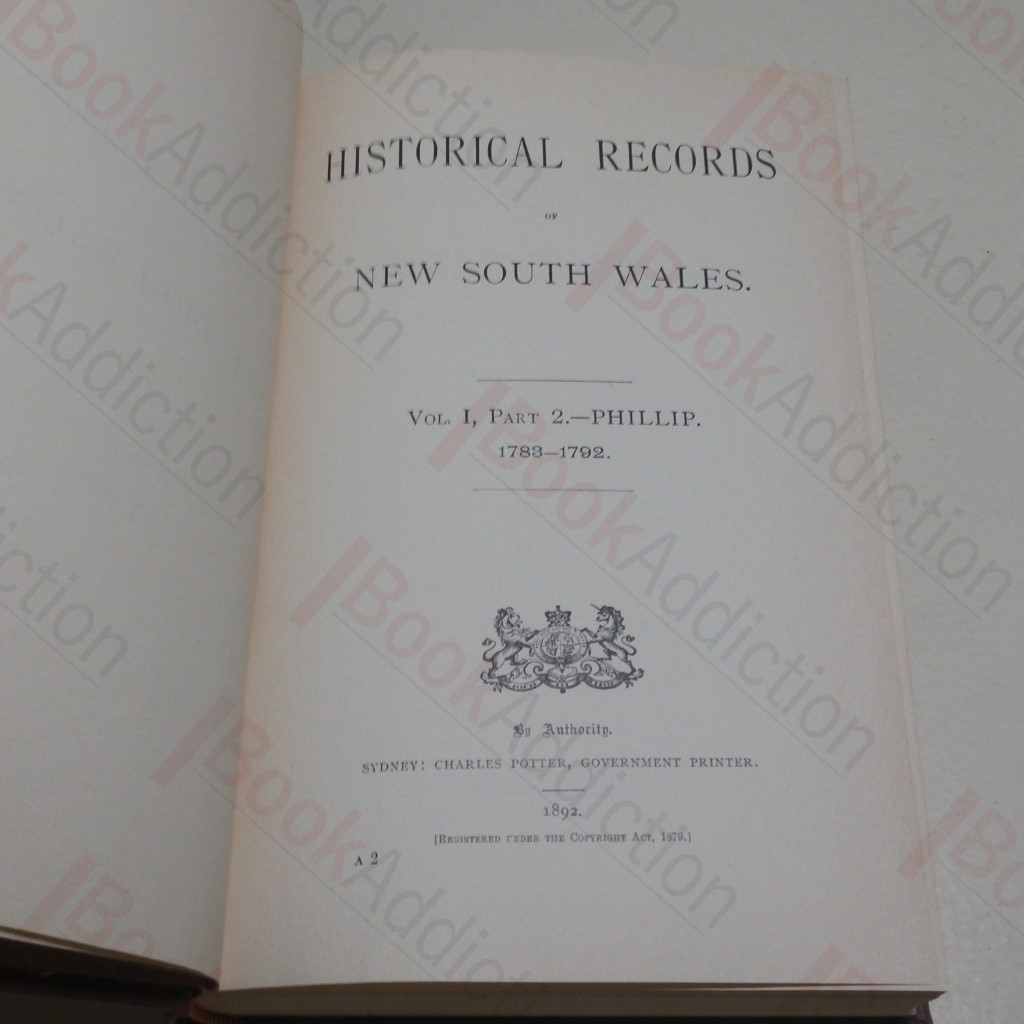 HISTORICAL RECORDS
OF
NEW SOUTH WALES.
VOL. I, PART 2.—PHILLIP.
1783–1792.
By Authority.
SYDNEY: CHARLES POTTER, GOVERNMENT PRINTER.
1892.
[REGISTERED UNDER THE COPYRIGHT ACT, 1879.]
A 2
BookAddiction